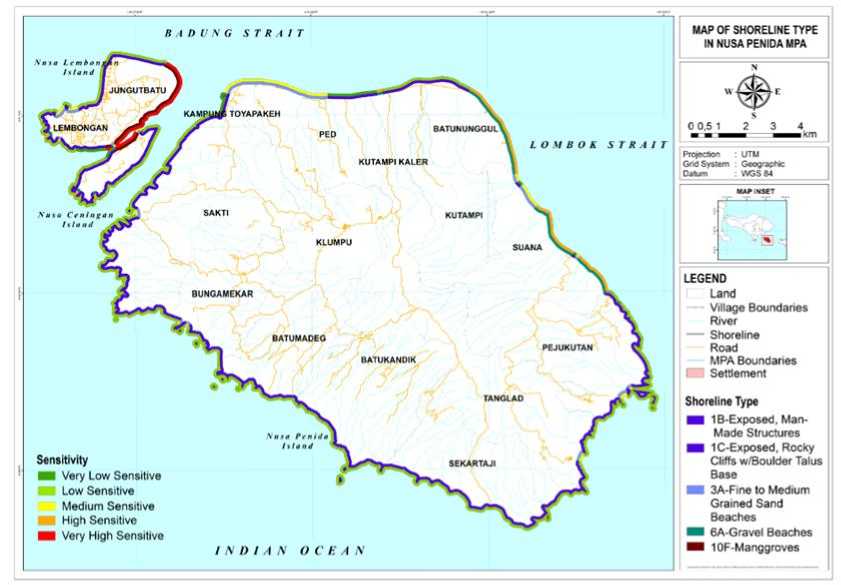 BADUNG STRAIT
Nusa Lembongan
Island
JUNGUTBATU
LEMBONGAN
KAMPUNG TOYAPAKEH
PED
BATUNUNGGUL
KUTAMPI KALER
LOMBOK STRAIT
Nusa Ceningan
Island
SAKTI
KUTAMPI
KLUMPU
SUANA
BUNGAMEKAR
BATUMADEG
BATUKANDIK
PEJUKUTAN
TANGLAD
Nusa Penida
Island
SEKARTAJI
Sensitivity
Very Low Sensitive
Low Sensitive
Medium Sensitive
High Sensitive
Very High Sensitive
INDIAN OCEAN
MAP OF SHORELINE TYPE
IN NUSA PENIDA MPA
N
W E
S
0 0,5 1 2 3 4
km
Projection : UTM
Grid System : Geographic
Datum : WGS 84
MAP INSET
LEGEND
Land
Village Boundaries
River
Shoreline
Road
MPA Boundaries
Settlement
Shoreline Type
1B-Exposed, Man-
Made Structures
1C-Exposed, Rocky
Cliffs w/Boulder Talus
Base
3A-Fine to Medium
Grained Sand
Beaches
6A-Gravel Beaches
10F-Manggroves